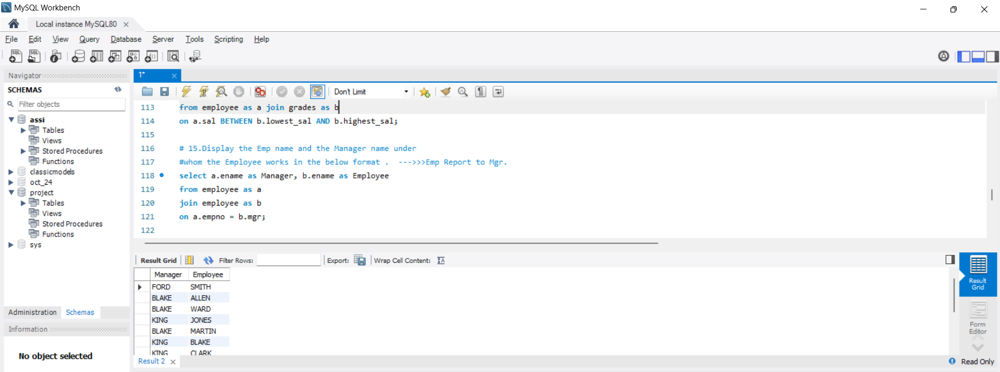 MySQL Workbench
Local instance MySQL80
File Edit View Query Database Server Tools Scripting Help
Navigator
SCHEMAS
Filter objects
assi
Tables
Views
Stored Procedures
Functions
classicmodels
oct_24
project
Tables
Views
Stored Procedures
Functions
sys
Administration Schemas
Information
No object selected
1*
Don't Limit
113 from employee as a join grades as b
114 on a.sal BETWEEN b.lowest_sal AND b.highest_sal;
115
116 # 15.Display the Emp name and the Manager name under
117 #whom the Employee works in the below format . --->>>Emp Report to Mgr.
118 select a.ename as Manager, b.ename as Employee
119 from employee as a
120 join employee as b
121 on a.empno = b.mgr;
122
Result Grid Filter Rows: Export: Wrap Cell Content:
Manager Employee
FORD SMITH
BLAKE ALLEN
BLAKE WARD
KING JONES
BLAKE MARTIN
KING BLAKE
KING CLARK
Result 2
Result
Grid
Form
Editor
Read Only